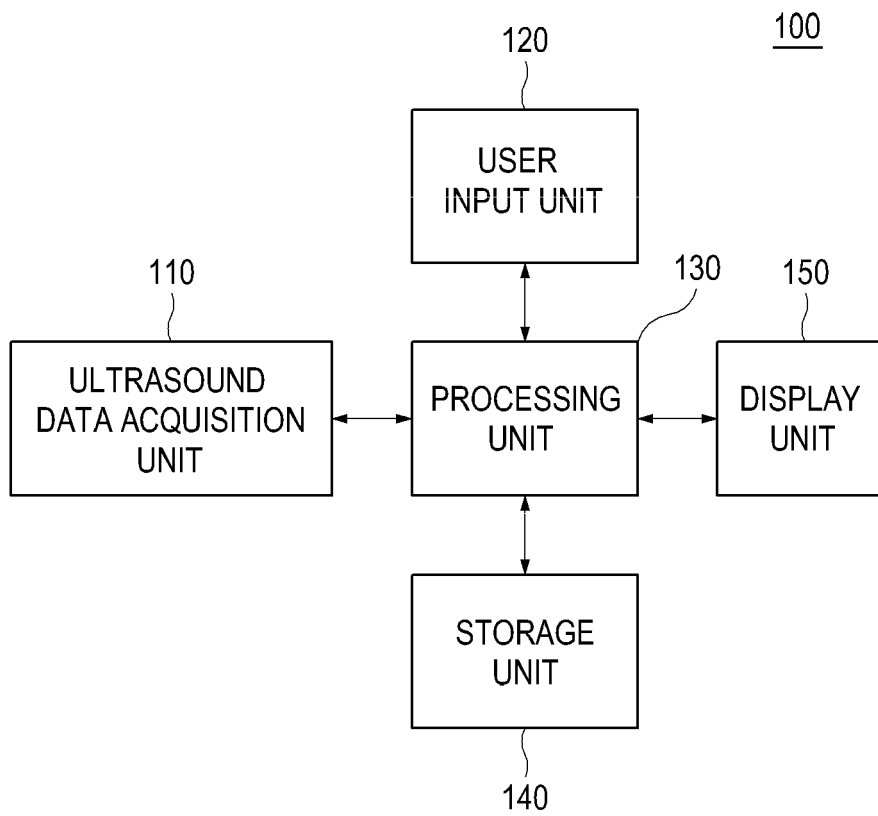 100
120
USER
INPUT UNIT
110
130
150
ULTRASOUND
DATA ACQUISITION
UNIT
PROCESSING
UNIT
DISPLAY
UNIT
STORAGE
UNIT
140